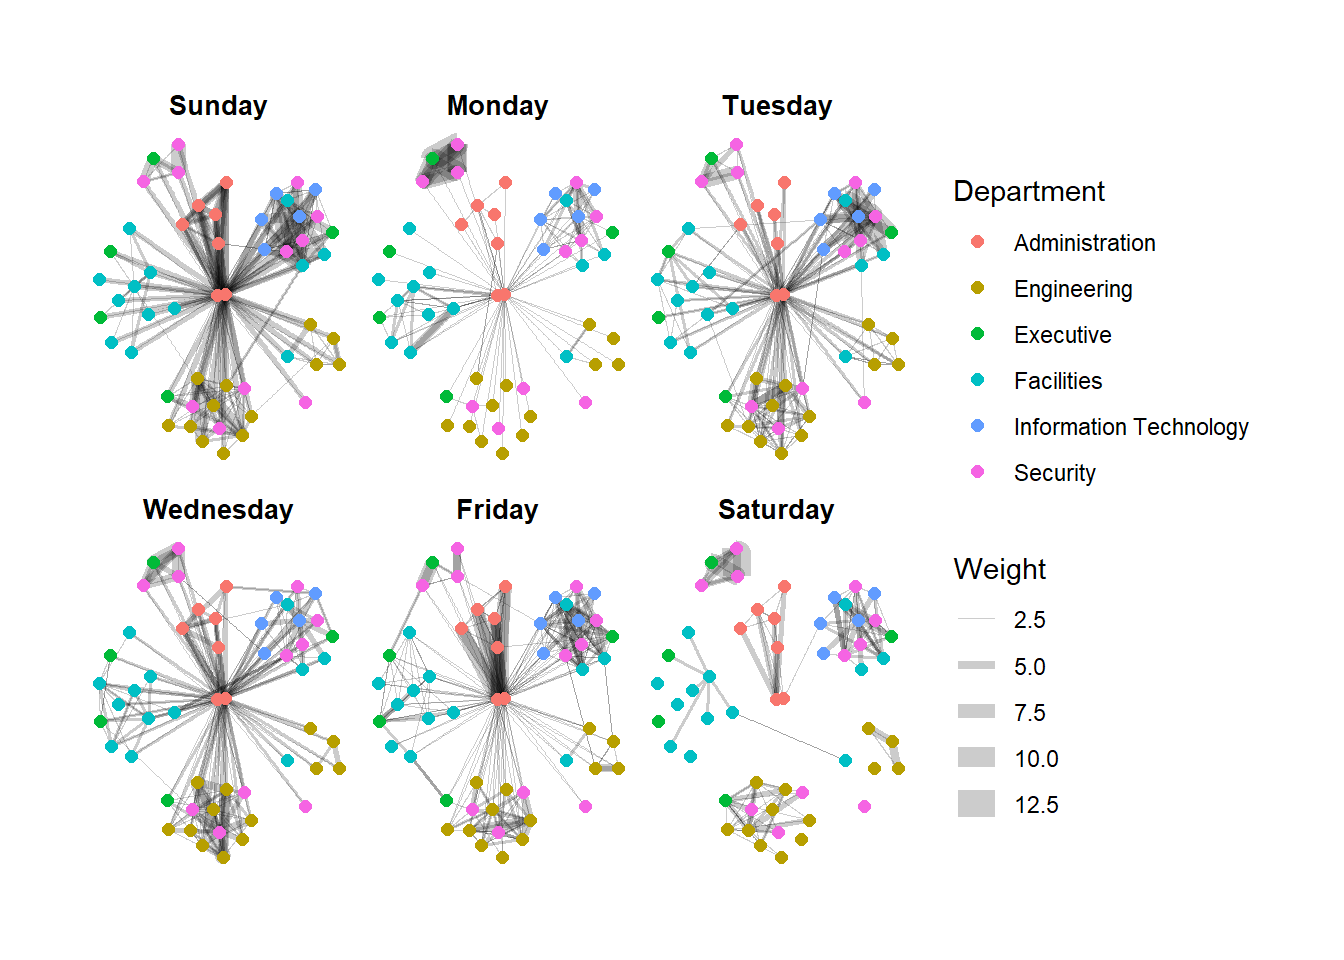 Sunday
Monday
Tuesday
Wednesday
Friday
Saturday
Department
Administration
Engineering
Executive
Facilities
Information Technology
Security
Weight
2.5
5.0
7.5
10.0
12.5